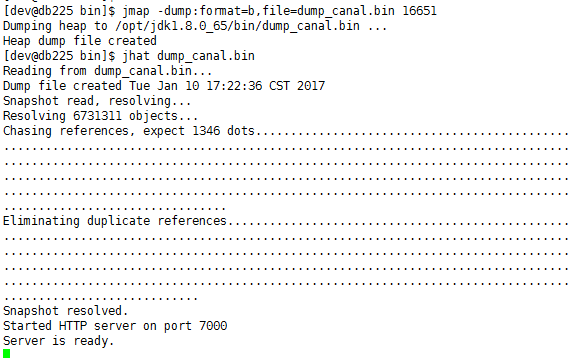 [dev@db225 bin]$ jmap -dump:format=b,file=dump_canal.bin 16651
Dumping heap to /opt/jdk1.8.0_65/bin/dump_canal.bin ...
Heap dump file created
[dev@db225 bin]$ jhat dump_canal.bin
Reading from dump_canal.bin...
Dump file created Tue Jan 10 17:22:36 CST 2017
Snapshot read, resolving...
Resolving 6731311 objects...
Chasing references, expect 1346 dots.............................................
.................................................................................
.................................................................................
.................................................................................
.................................................................................
................................
Eliminating duplicate references.................................................
.................................................................................
.................................................................................
.................................................................................
.................................................................................
............................
Snapshot resolved.
Started HTTP server on port 7000
Server is ready.